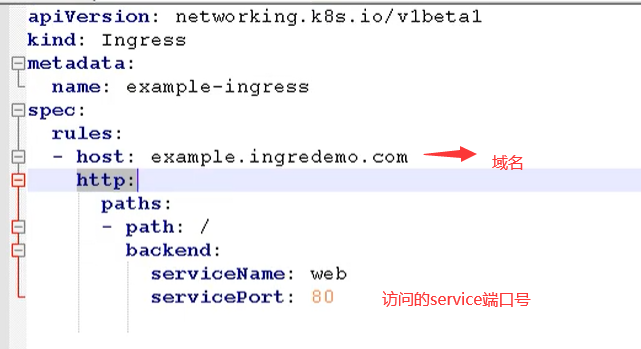 apiVersion: networking.k8s.io/v1beta1
kind: Ingress
metadata:
  name: example-ingress
spec:
  rules:
  - host: example.ingredemo.com 域名
    http:
      paths:
      - path: /
        backend:
          serviceName: web
          servicePort: 80 访问的service端口号